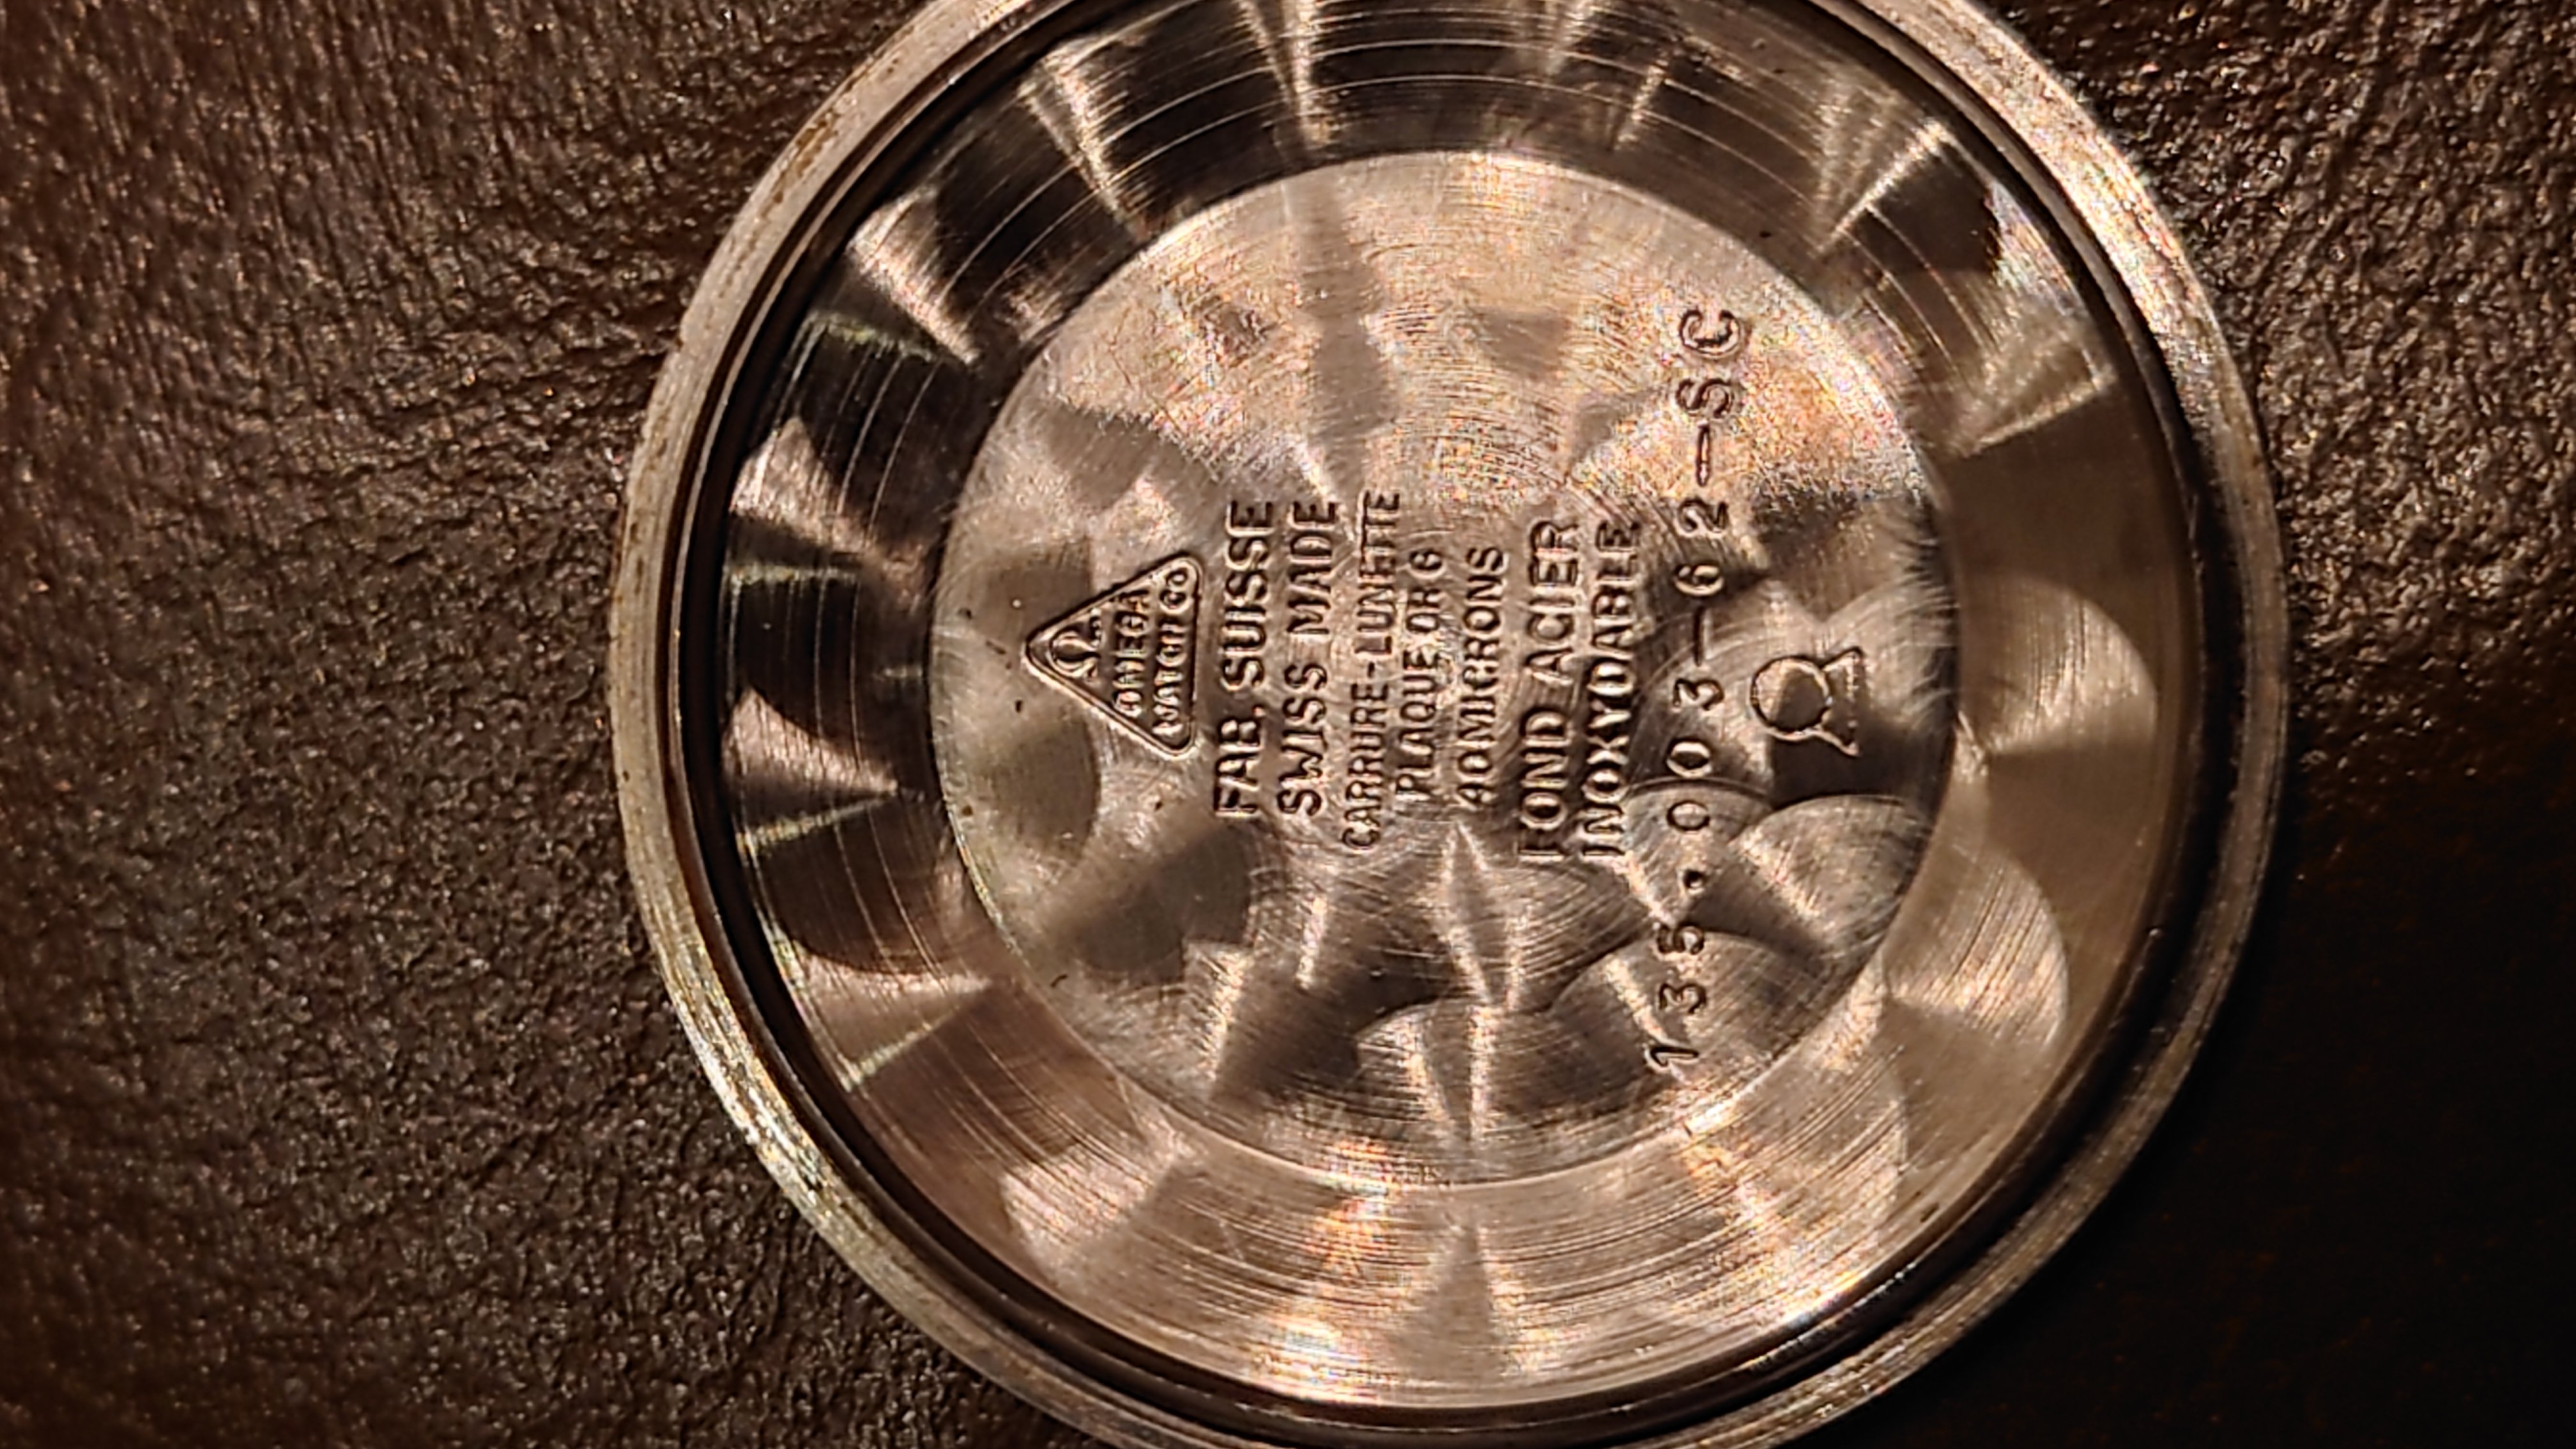 Ω
OMEGA
WATCH CO
FAB. SUISSE
SWISS MADE
CARRURE-LUNETTE
PLAQUE OR G
40 MICRONS
FOND ACIER
INOXYDABLE
135.003-62-SC